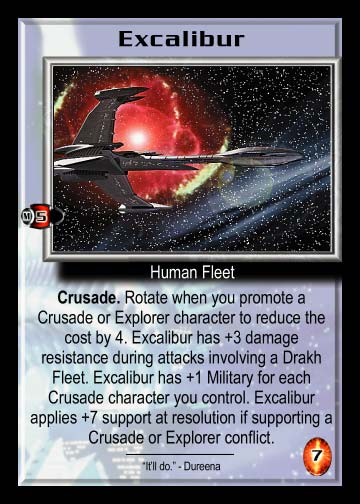 Excalibur
M 5
Human Fleet
Crusade. Rotate when you promote a
Crusade or Explorer character to reduce the
cost by 4. Excalibur has +3 damage
resistance during attacks involving a Drakh
Fleet. Excalibur has +1 Military for each
Crusade character you control. Excalibur
applies +7 support at resolution if supporting a
Crusade or Explorer conflict.
"It'll do." - Dureena
7